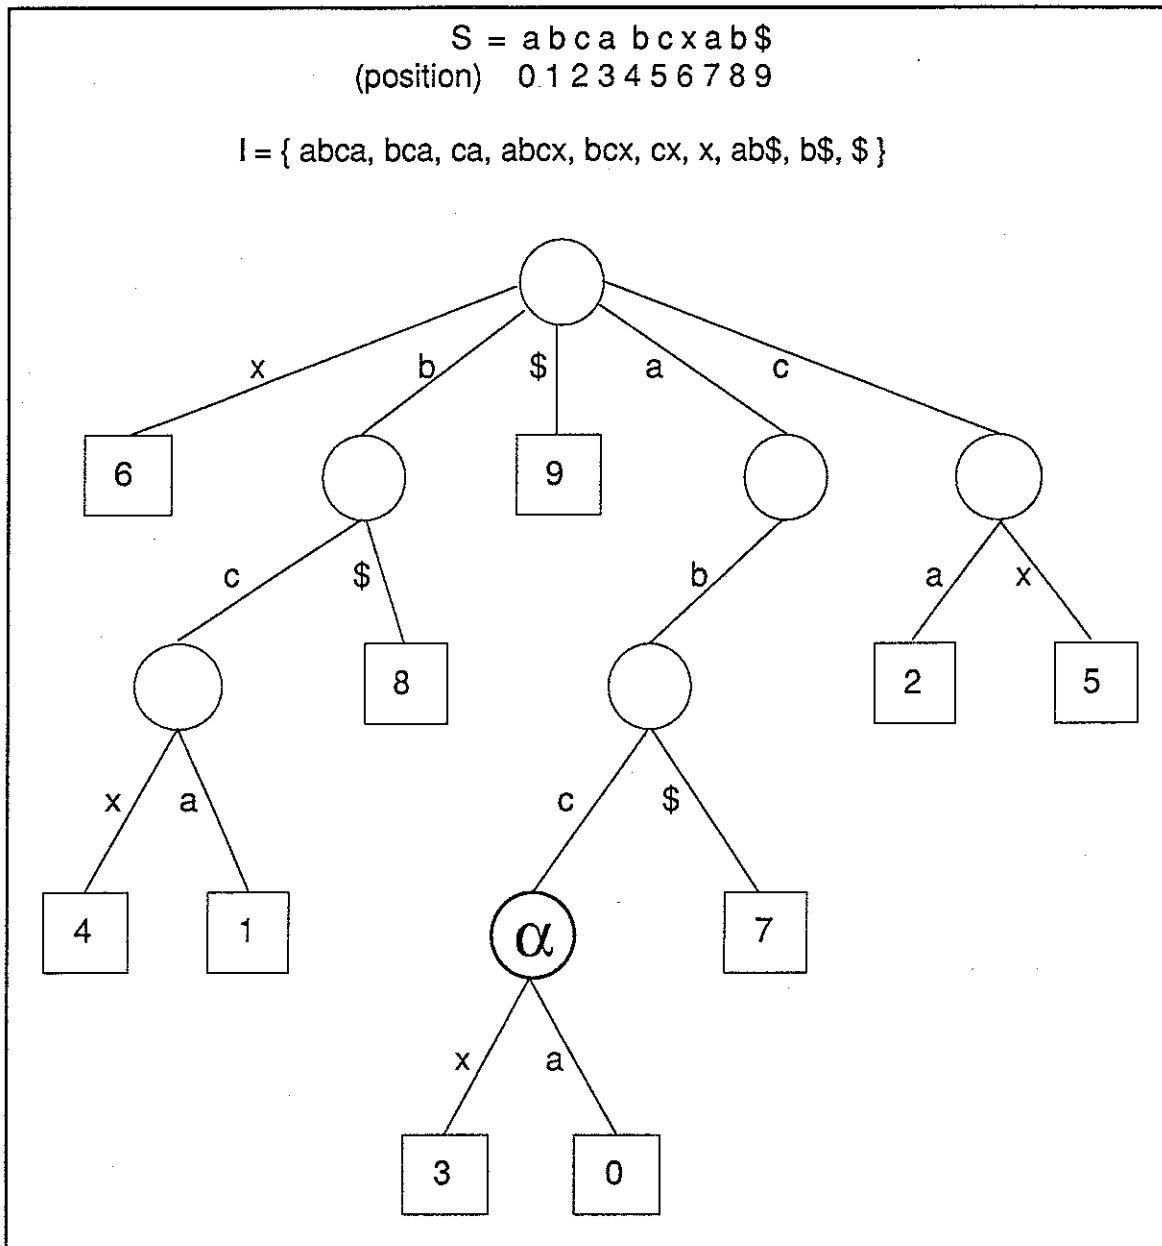 S = a b c a b c x a b $
(position) 0 1 2 3 4 5 6 7 8 9
I = { abca, bca, ca, abcx, bcx, cx, x, ab$, b$, $ }
x b $ a c
6 9
c $ b a x
8 2 5
x a c $
4 1 α 7
x a
3 0